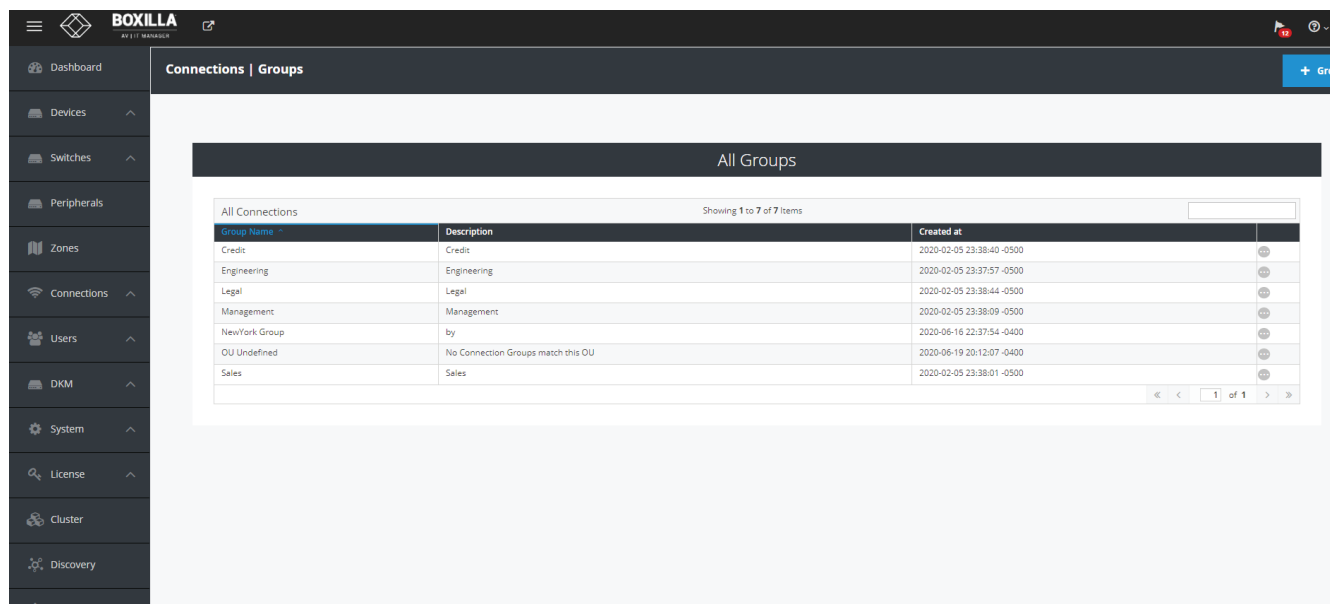 BOXILLA
AV | IT MANAGER
12
Dashboard
Connections | Groups
Devices
Switches
Peripherals
Zones
Connections
Users
DKM
System
License
Cluster
Discovery
All Groups
All Connections
Showing 1 to 7 of 7 Items
Group Name Description Created at
Credit Credit 2020-02-05 23:38:40 -0500
Engineering Engineering 2020-02-05 23:37:57 -0500
Legal Legal 2020-02-05 23:38:44 -0500
Management Management 2020-02-05 23:38:09 -0500
NewYork Group by 2020-06-16 22:37:54 -0400
OU Undefined No Connection Groups match this OU 2020-06-19 20:12:07 -0400
Sales Sales 2020-02-05 23:38:01 -0500
1 of 1